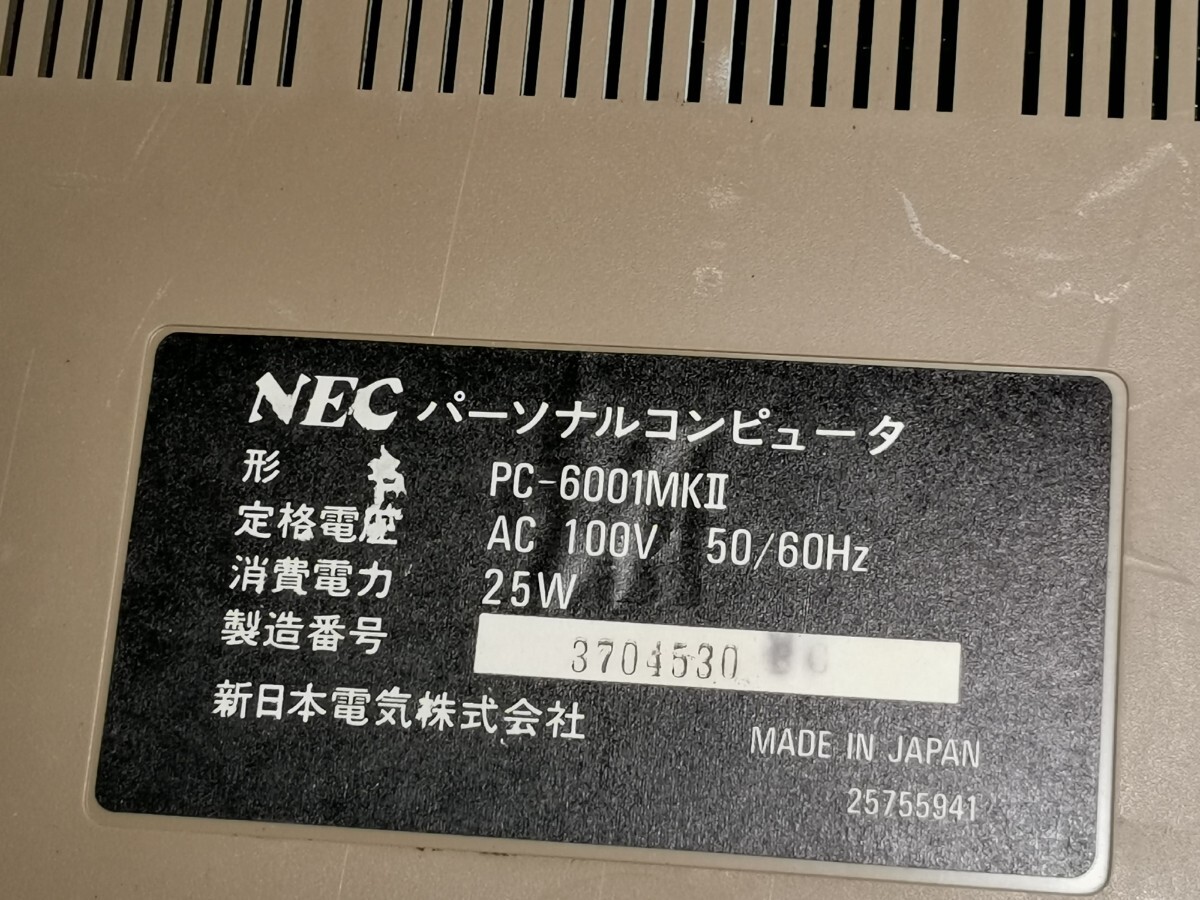 NEC パーソナルコンピュータ
形名 PC-6001MKⅡ
定格電圧 AC 100V 50/60Hz
消費電力 25W
製造番号 3704530
新日本電気株式会社
MADE IN JAPAN
25755941